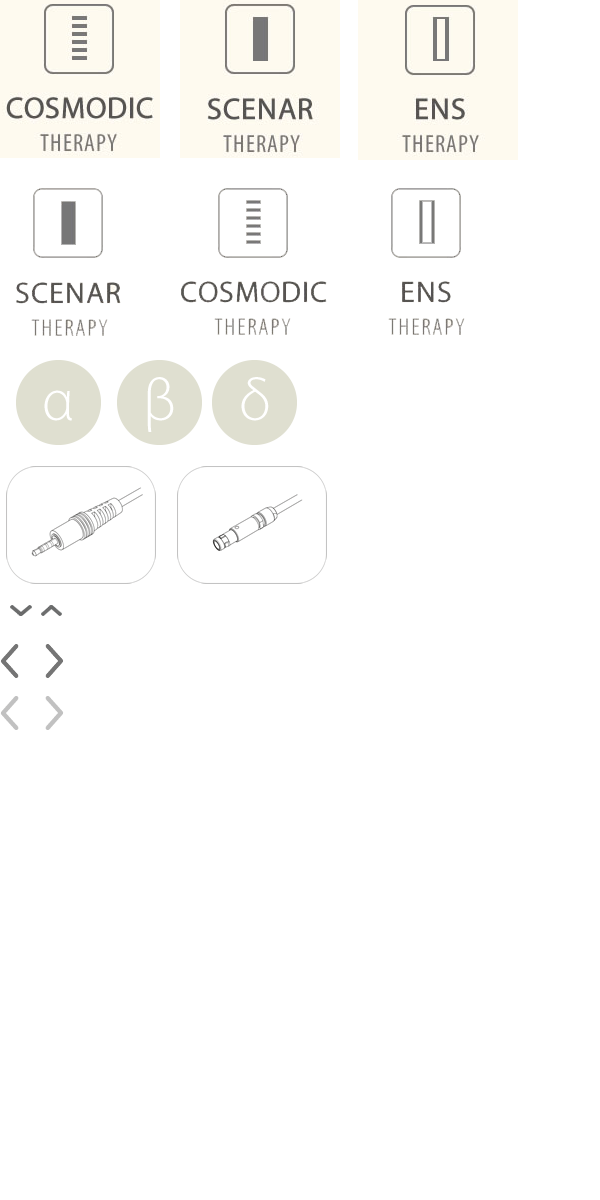 COSMODIC
THERAPY
SCENAR
THERAPY
ENS
THERAPY
SCENAR
THERAPY
COSMODIC
THERAPY
ENS
THERAPY
α
β
δ